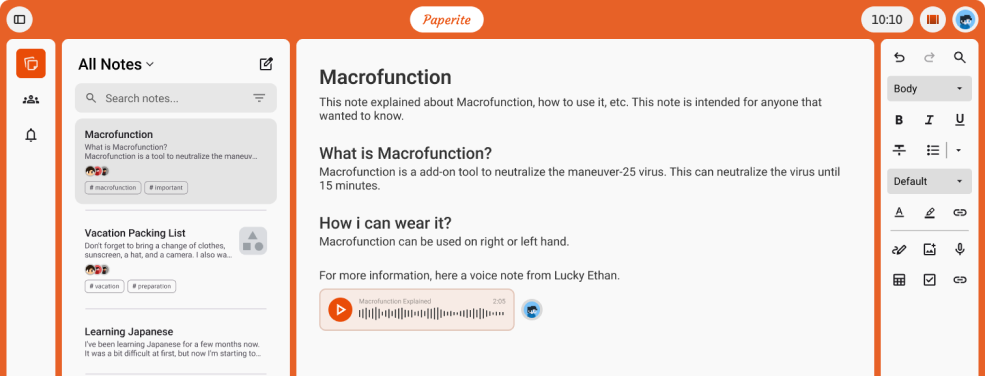 Paperite
10:10
All Notes
Search notes...
Macrofunction
What is Macrofunction?
Macrofunction is a tool to neutralize the maneuv...
# macrofunction
# important
Vacation Packing List
Don't forget to bring a change of clothes,
sunscreen, a hat, and a camera. I also wa...
# vacation
# preparation
Learning Japanese
I've been learning Japanese for a few months now.
It was a bit difficult at first, but now I'm starting to...
Macrofunction
This note explained about Macrofunction, how to use it, etc. This note is intended for anyone that
wanted to know.
What is Macrofunction?
Macrofunction is a add-on tool to neutralize the maneuver-25 virus. This can neutralize the virus until
15 minutes.
How i can wear it?
Macrofunction can be used on right or left hand.
For more information, here a voice note from Lucky Ethan.
Macrofunction Explained
2:05
Body
B
I
U
Default
A